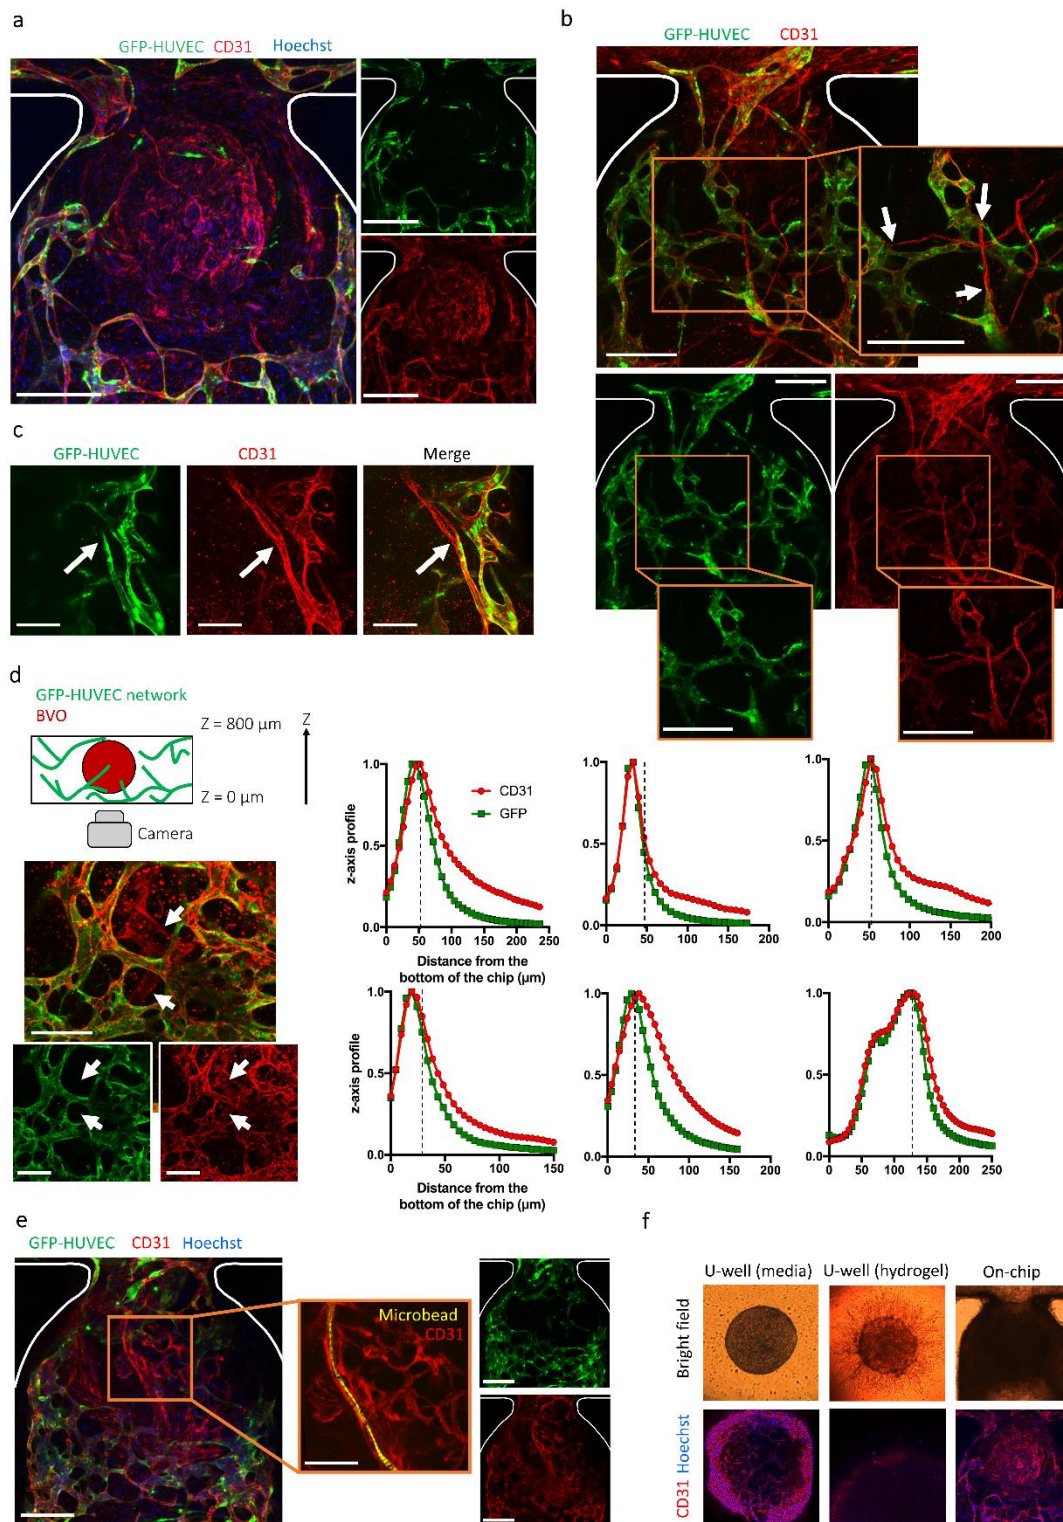 a
GFP-HUVEC CD31 Hoechst
b
GFP-HUVEC CD31
c
GFP-HUVEC CD31 Merge
d
GFP-HUVEC network
BVO
Z = 800 µm
Z
Z = 0 µm
Camera
z-axis profile
1.0
0.5
0.0
0 50 100 150 200 250
CD31
GFP
Distance from the
bottom of the chip (µm)
1.0
0.5
0.0
0 50 100 150 200
1.0
0.5
0.0
0 50 100 150 200
z-axis profile
1.0
0.5
0
0 50 100 150
Distance from the
bottom of the chip (µm)
1.0
0.5
0.0
0 50 100 150 200
1.0
0.5
0.0
0 50 100 150 200 250
e
GFP-HUVEC CD31 Hoechst
Microbead
CD31
f
U-well (media) U-well (hydrogel) On-chip
Bright field
CD31 Hoechst